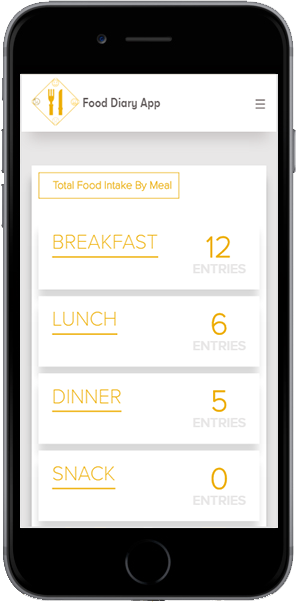 Food Diary App
Total Food Intake By Meal
BREAKFAST
12
ENTRIES
LUNCH
6
ENTRIES
DINNER
5
ENTRIES
SNACK
0
ENTRIES